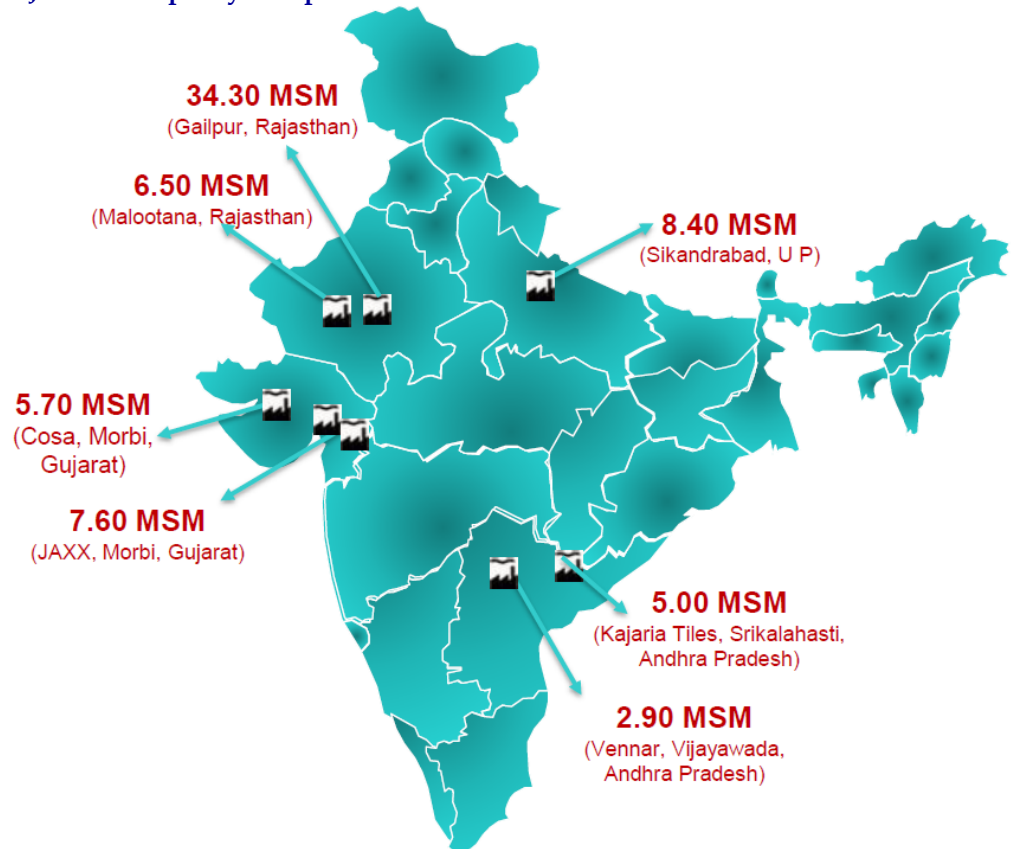 34.30 MSM
(Gailpur, Rajasthan)
6.50 MSM
(Malootana, Rajasthan)
8.40 MSM
(Sikandrabad, U P)
5.70 MSM
(Cosa, Morbi,
Gujarat)
7.60 MSM
(JAXX, Morbi, Gujarat)
5.00 MSM
(Kajaria Tiles, Srikalahasti,
Andhra Pradesh)
2.90 MSM
(Vennar, Vijayawada,
Andhra Pradesh)